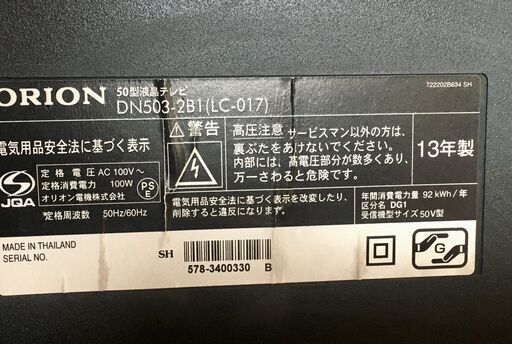 ORION
50型液晶テレビ
DN503-2B1(LC-017)
722202B634 SH
電気用品安全法に基づく表示
定格電圧 AC100V~
定格消費電力 100W
オリオン電機株式会社
定格周波数 50Hz/60Hz
JQA
PSE
警告
高圧注意 サービスマン以外の方は、
裏ぶたをあけないでください。
内部には、高電圧部分が数多くあり、
万一さわると危険です。
電気用品安全法に基づく表示を改変したり、
削除すると違反になります。
13年製
年間消費電力量 92 kWh/年
区分名 DG1
受信機型サイズ 50V型
MADE IN THAILAND
SERIAL NO.
SH
578-3400330 B
G